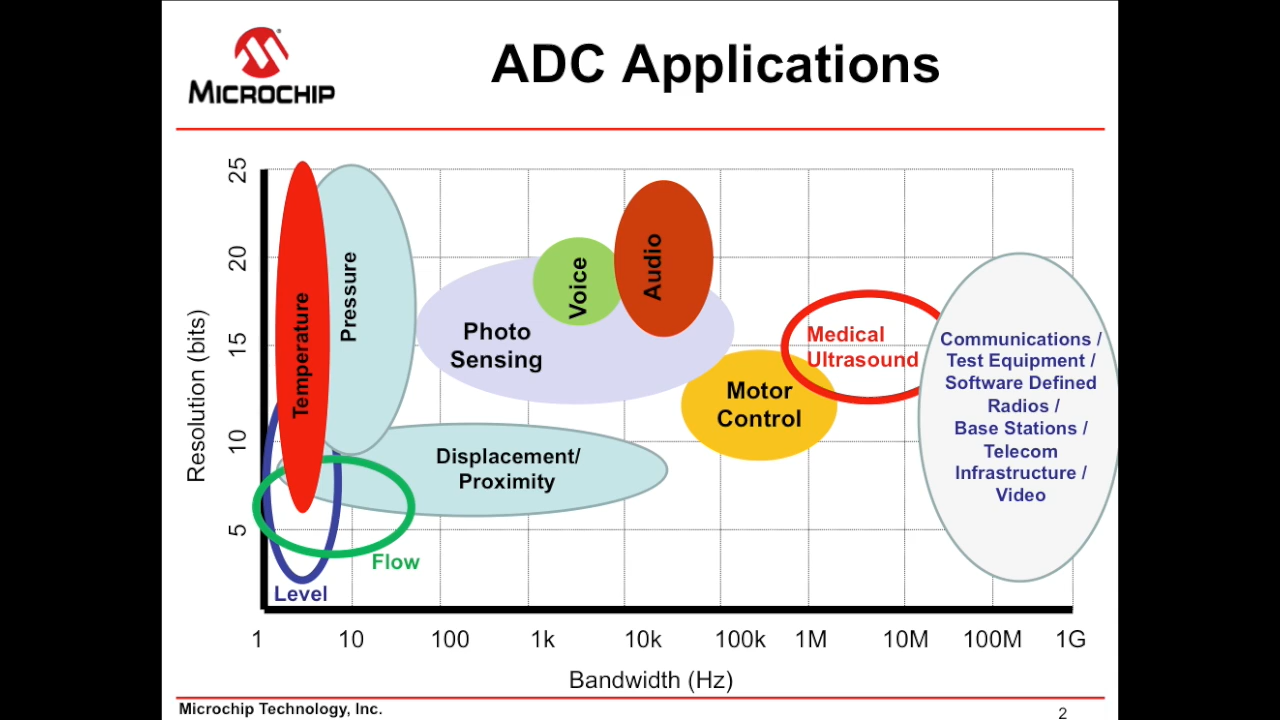 MICROCHIP
ADC Applications
25
20
15
10
5
Resolution (bits)
Temperature
Pressure
Photo
Sensing
Voice
Audio
Motor
Control
Medical
Ultrasound
Communications /
Test Equipment /
Software Defined
Radios /
Base Stations /
Telecom
Infrastructure /
Video
Displacement/
Proximity
Flow
Level
1 10 100 1k 10k 100k 1M 10M 100M 1G
Bandwidth (Hz)
Microchip Technology, Inc.
2